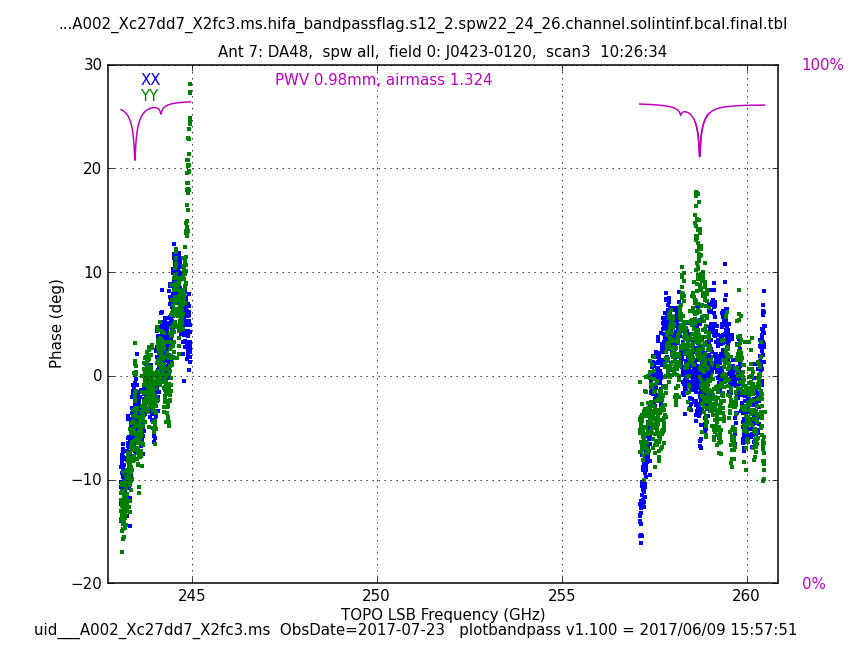 ...A002_Xc27dd7_X2fc3.ms.hifa_bandpassflag.s12_2.spw22_24_26.channel.solintinf.bcal.final.tbl
Ant 7: DA48,  spw all,  field 0: J0423-0120,  scan3  10:26:34
30
XX
PWV 0.98mm, airmass 1.324
100%
YY
20
10
Phase (deg)
0
−10
−20
0%
245
250
255
260
TOPO LSB Frequency (GHz)
uid___A002_Xc27dd7_X2fc3.ms  ObsDate=2017-07-23   plotbandpass v1.100 = 2017/06/09 15:57:51